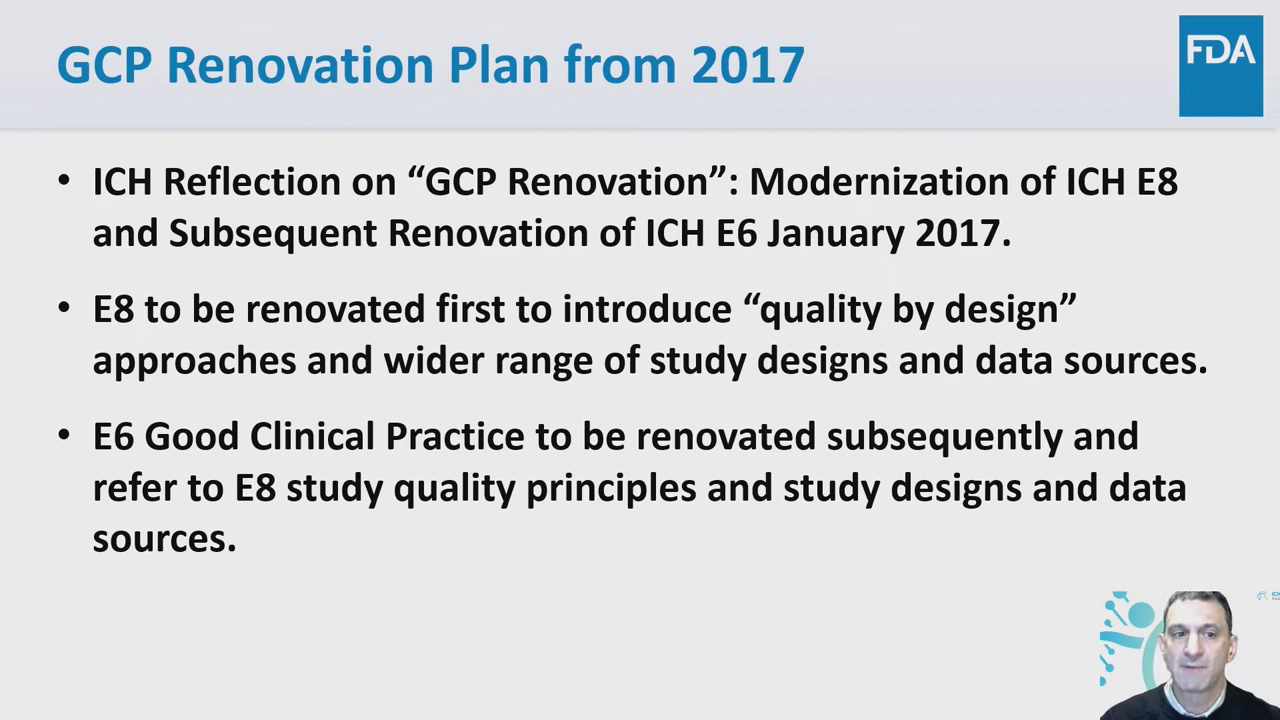 GCP Renovation Plan from 2017
FDA
• ICH Reflection on “GCP Renovation”: Modernization of ICH E8
and Subsequent Renovation of ICH E6 January 2017.
• E8 to be renovated first to introduce “quality by design”
approaches and wider range of study designs and data sources.
• E6 Good Clinical Practice to be renovated subsequently and
refer to E8 study quality principles and study designs and data
sources.